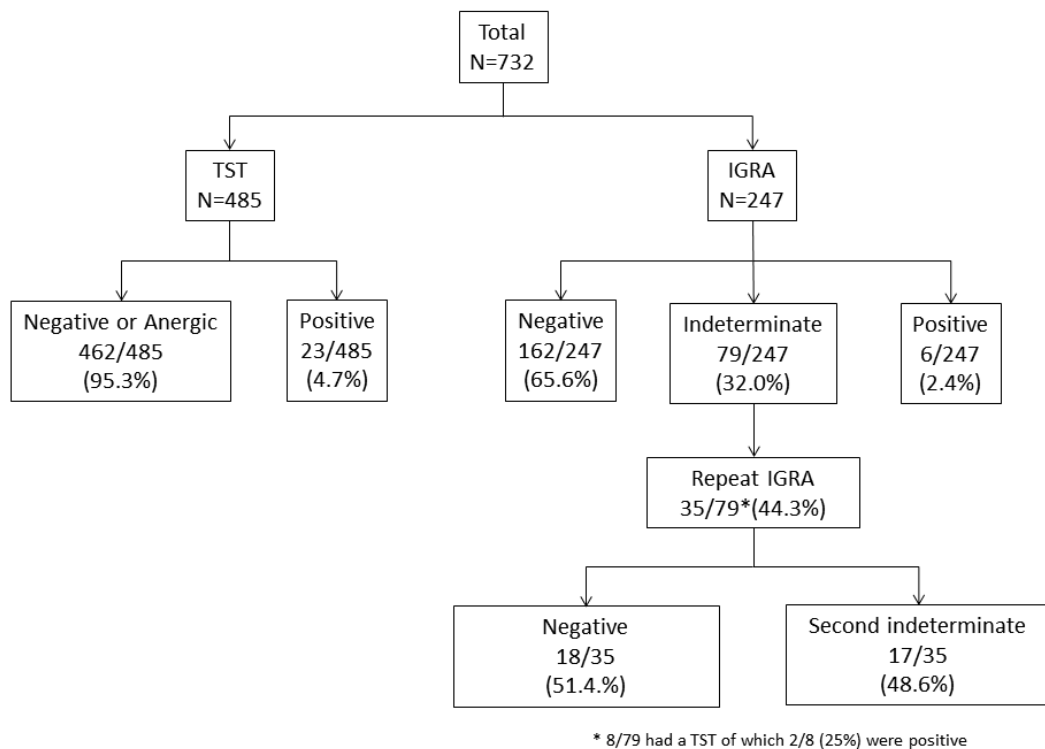 Total
N=732
TST
N=485
IGRA
N=247
Negative or Anergic
462/485
(95.3%)
Positive
23/485
(4.7%)
Negative
162/247
(65.6%)
Indeterminate
79/247
(32.0%)
Positive
6/247
(2.4%)
Repeat IGRA
35/79*(44.3%)
Negative
18/35
(51.4.%)
Second indeterminate
17/35
(48.6%)
* 8/79 had a TST of which 2/8 (25%) were positive